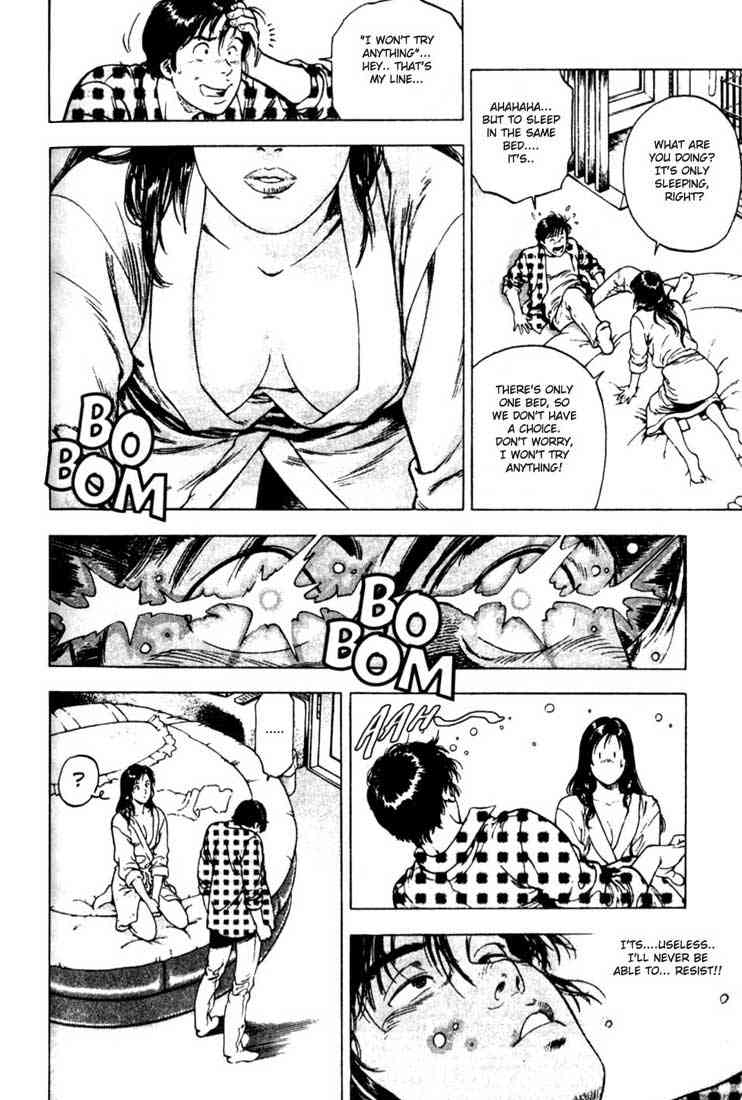 WHAT ARE
YOU DOING?
IT'S ONLY
SLEEPING,
RIGHT?
AHAHAHA...
BUT TO SLEEP
IN THE SAME
BED....
IT'S..
THERE'S ONLY
ONE BED, SO
WE DON'T HAVE
A CHOICE.
DON'T WORRY,
I WON'T TRY
ANYTHING!
"I WON'T TRY
ANYTHING"...
HEY.. THAT'S
MY LINE...
BO
BOM
BO
BOM
AAH
I'TS....USELESS..
I'LL NEVER BE
ABLE TO... RESIST!!
......
?